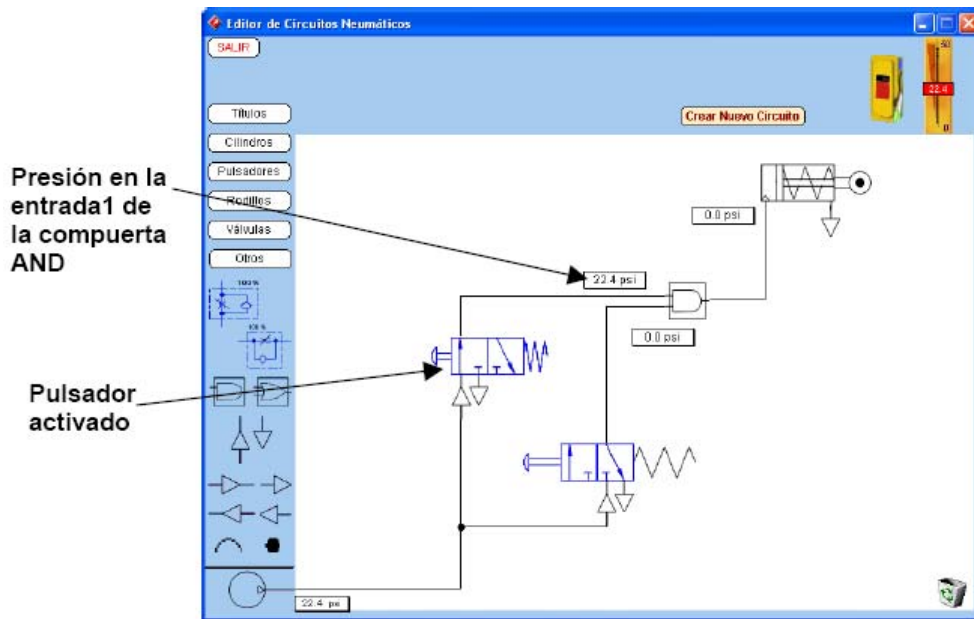 Editor de Circuitos Neumáticos
SALIR
50
22.4
0
Títulos
Crear Nuevo Circuito
Cilindros
Pulsadores
Rodillos
Válvulas
Otros
Presión en la
entrada1 de
la compuerta
AND
0.0 psi
22.4 psi
0.0 psi
100 %
100 %
Pulsador
activado
22.4 psi